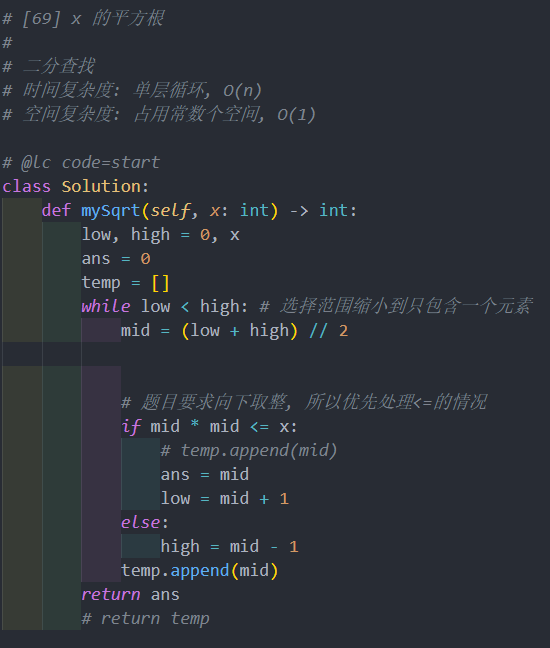 # [69] x 的平方根
#
# 二分查找
# 时间复杂度: 单层循环, O(n)
# 空间复杂度: 占用常数个空间, O(1)
# @lc code=start
class Solution:
def mySqrt(self, x: int) -> int:
low, high = 0, x
ans = 0
temp = []
while low < high: # 选择范围缩小到只包含一个元素
mid = (low + high) // 2
# 题目要求向下取整, 所以优先处理<=的情况
if mid * mid <= x:
# temp.append(mid)
ans = mid
low = mid + 1
else:
high = mid - 1
temp.append(mid)
return ans
# return temp